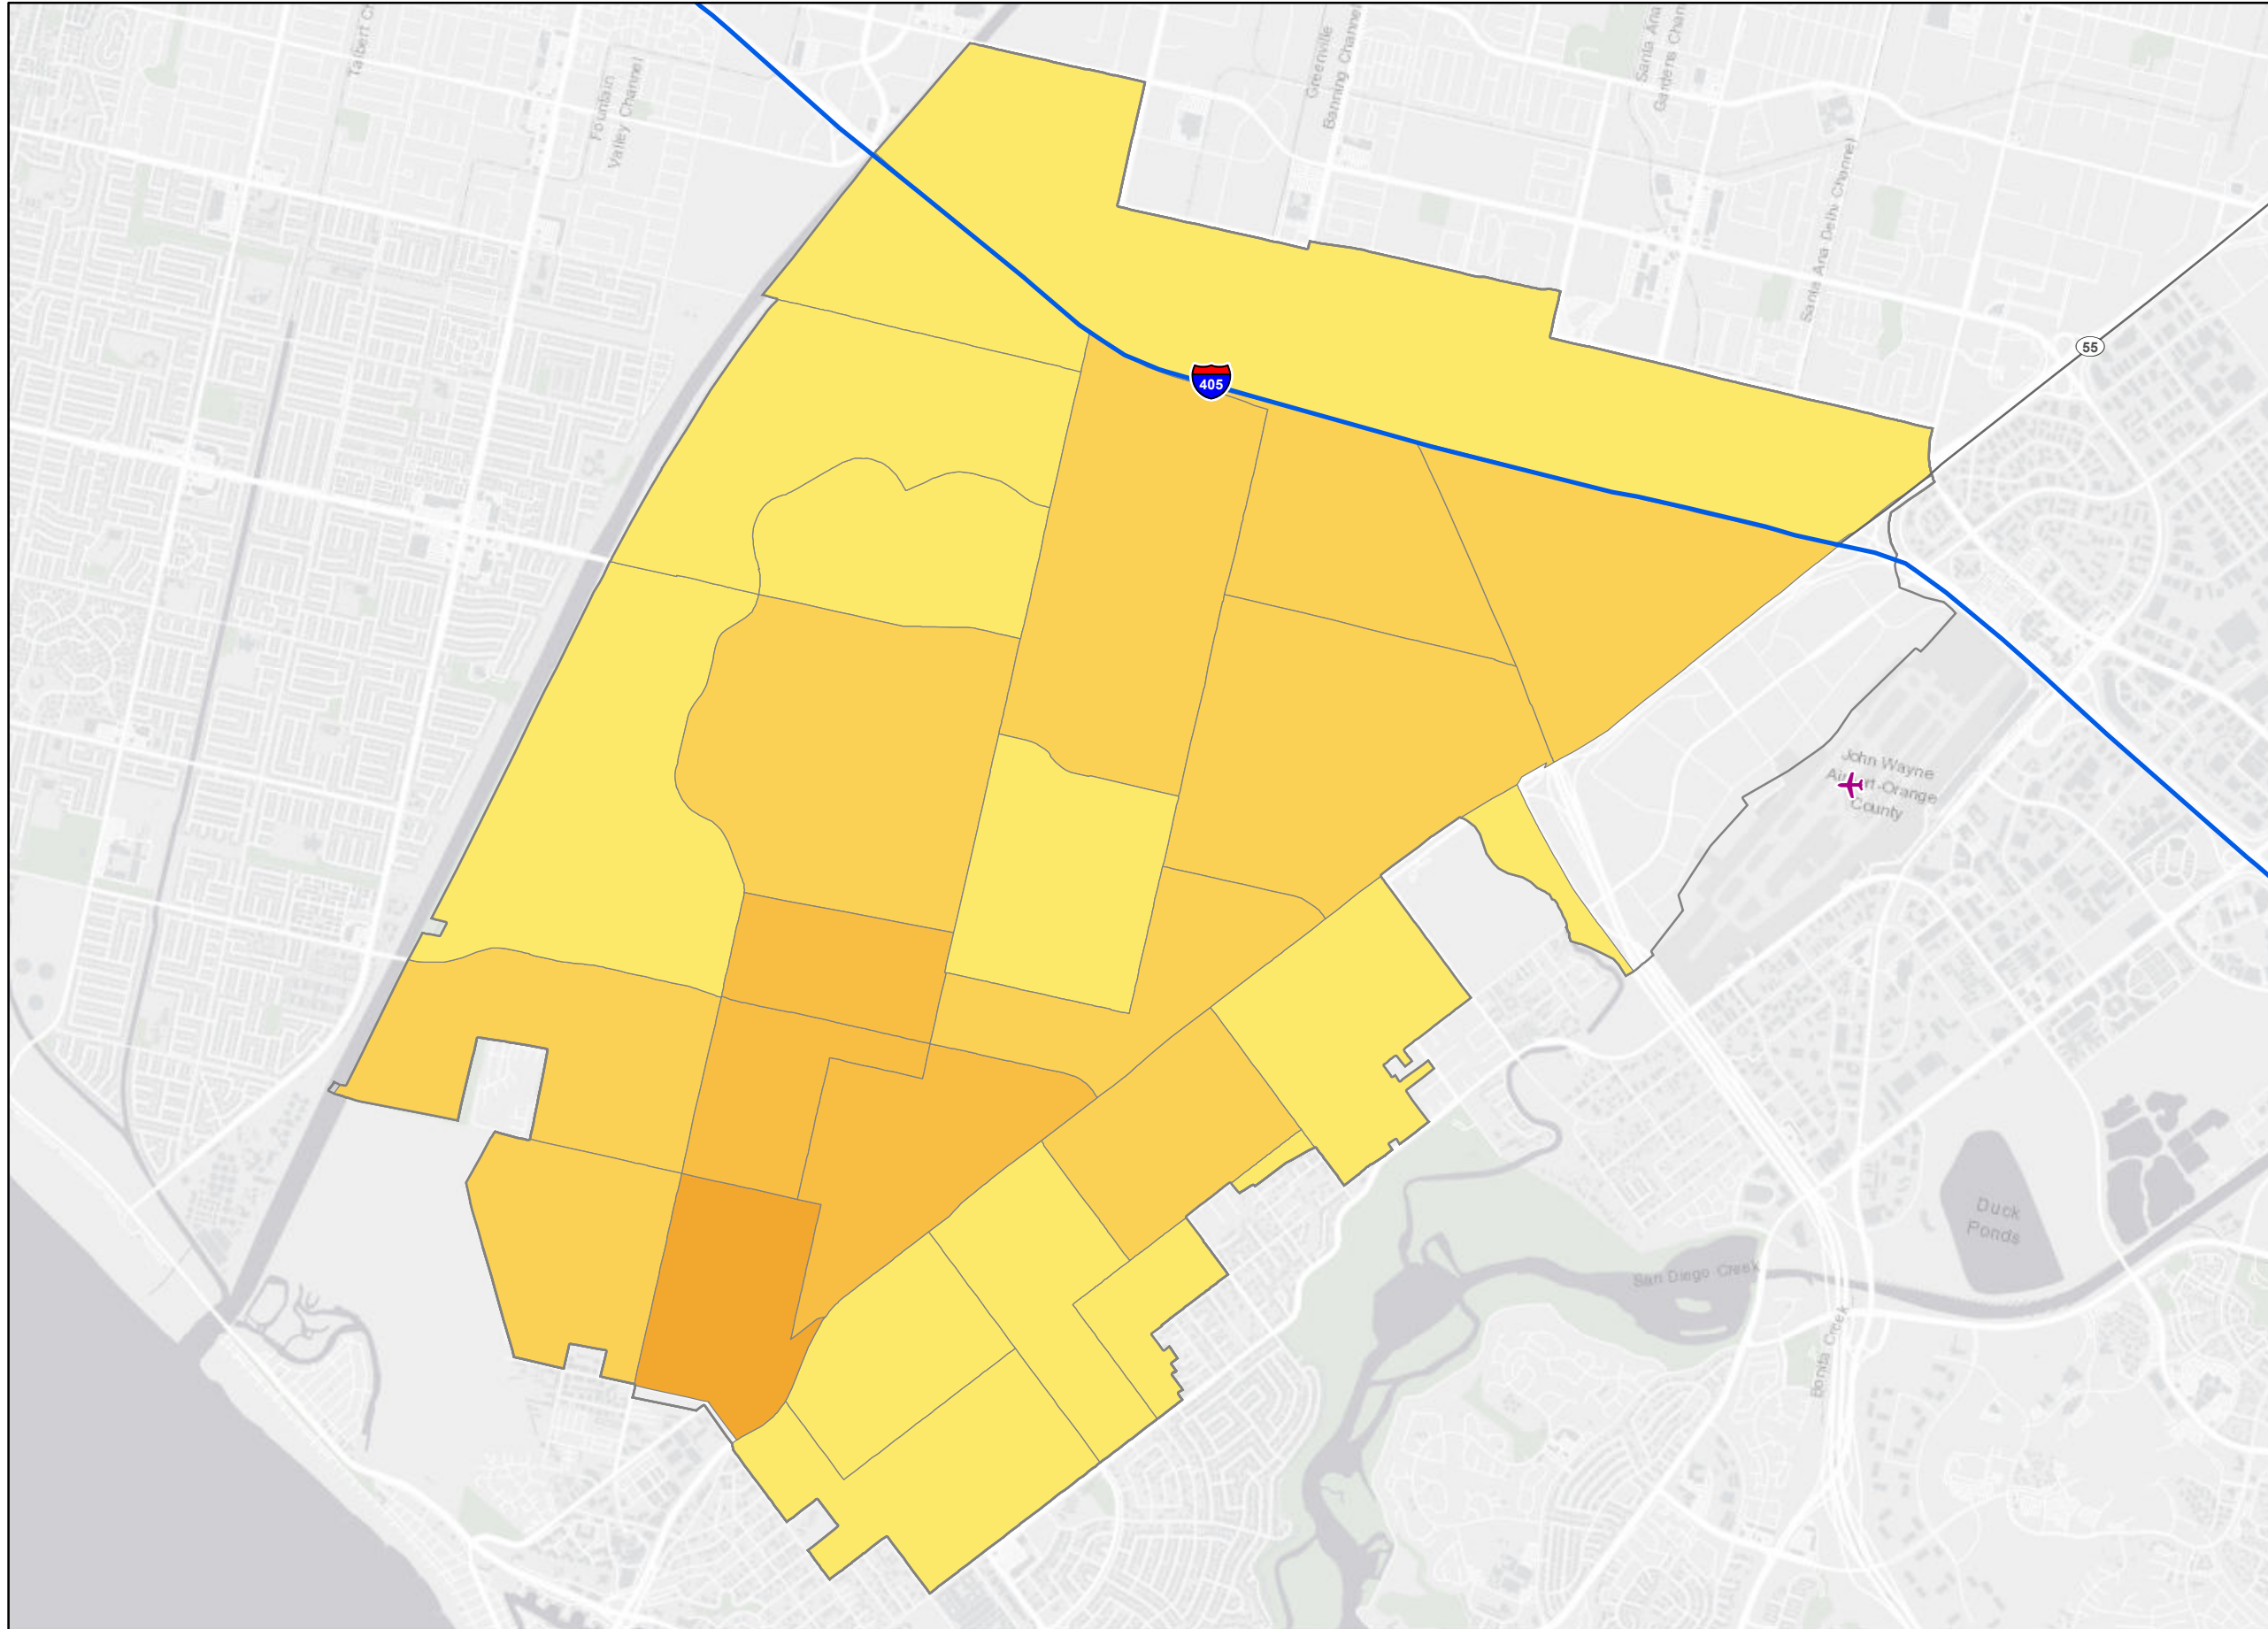 Talbert C
Fountain
Valley Channel
Greenville
Banning Channel
Santa Ana
Gardens Chan
Santa Ana Delhi Channel
55
405
John Wayne
Airport-Orange
County
Duck
Ponds
San Diego Creek
Bonita Creek